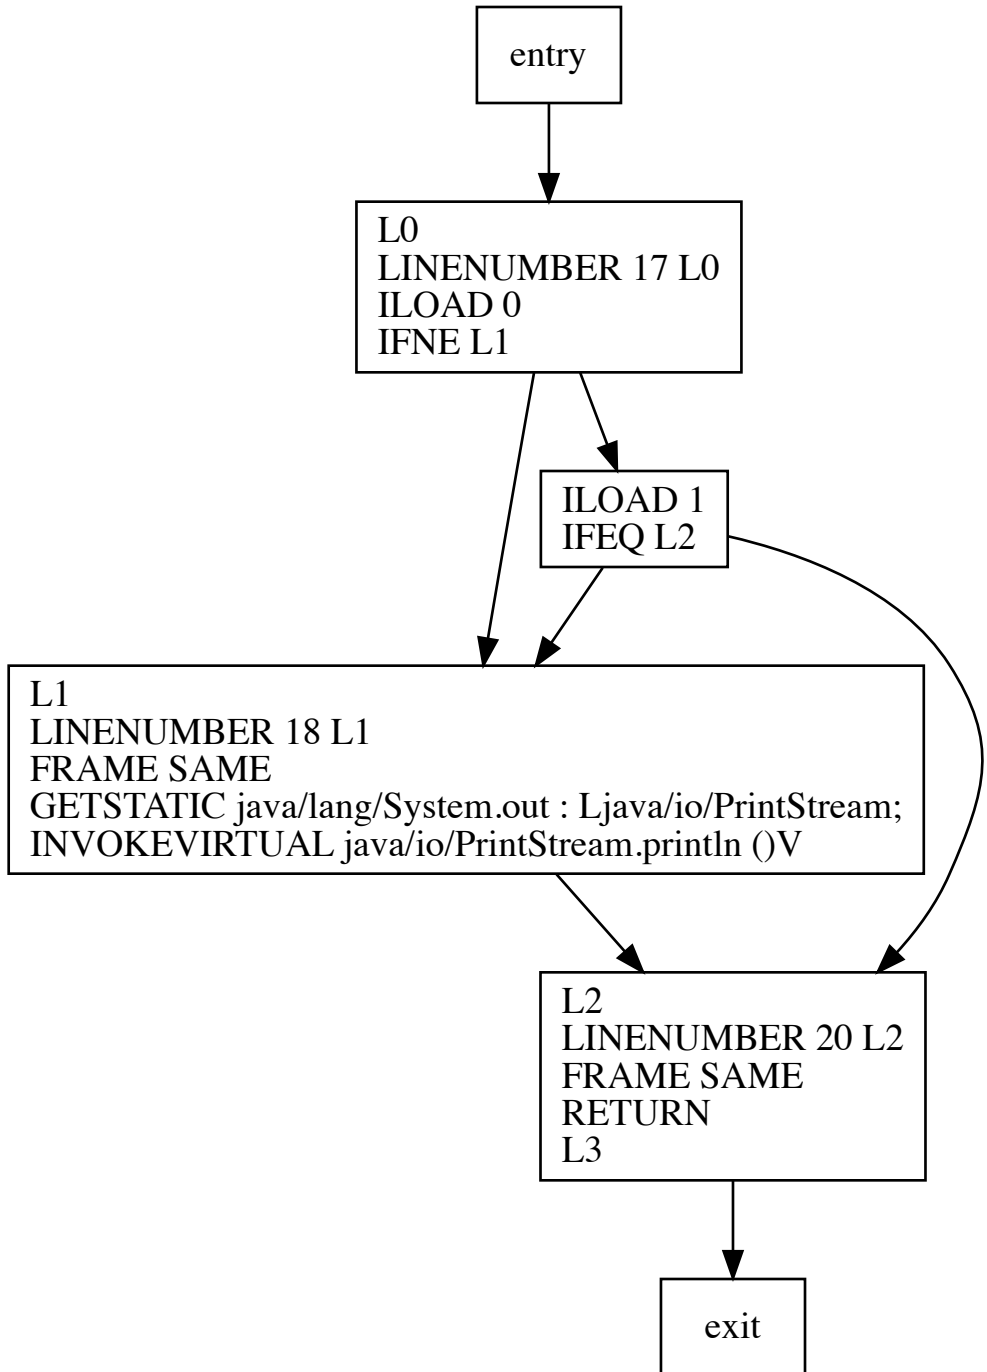 entry
L0
LINENUMBER 17 L0
ILOAD 0
IFNE L1
ILOAD 1
IFEQ L2
L1
LINENUMBER 18 L1
FRAME SAME
GETSTATIC java/lang/System.out : Ljava/io/PrintStream;
INVOKEVIRTUAL java/io/PrintStream.println ()V
L2
LINENUMBER 20 L2
FRAME SAME
RETURN
L3
exit